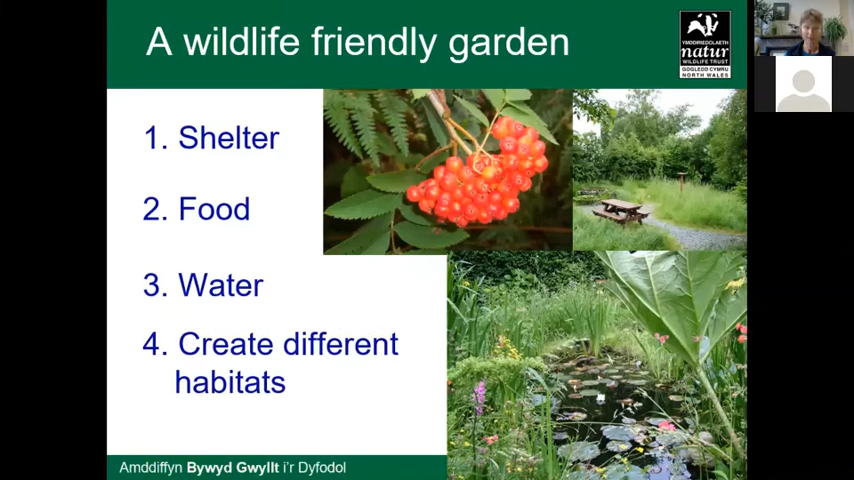 A wildlife friendly garden
YMDDIRIEDOLAETH
natur
WILDLIFE TRUST
GOGLEDD CYMRU
NORTH WALES
1. Shelter
2. Food
3. Water
4. Create different
habitats
Amddiffyn Bywyd Gwyllt i'r Dyfodol